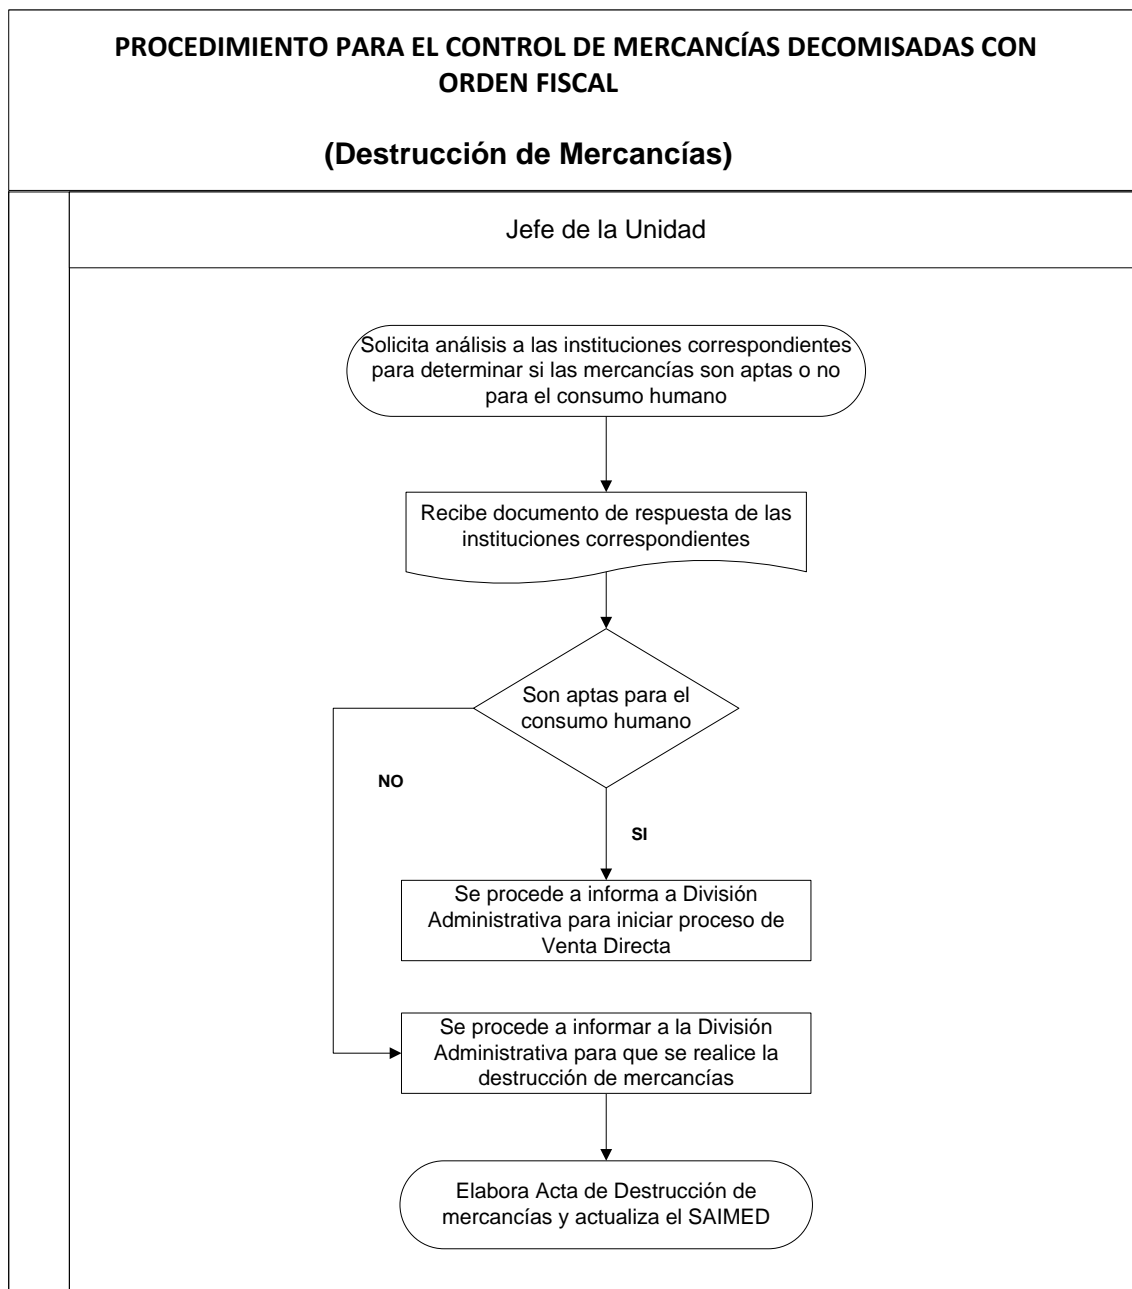 PROCEDIMIENTO PARA EL CONTROL DE MERCANCÍAS DECOMISADAS CON
ORDEN FISCAL
(Destrucción de Mercancías)
Jefe de la Unidad
Solicita análisis a las instituciones correspondientes
para determinar si las mercancías son aptas o no
para el consumo humano
Recibe documento de respuesta de las
instituciones correspondientes
Son aptas para el
consumo humano
NO
SI
Se procede a informa a División
Administrativa para iniciar proceso de
Venta Directa
Se procede a informar a la División
Administrativa para que se realice la
destrucción de mercancías
Elabora Acta de Destrucción de
mercancías y actualiza el SAIMED